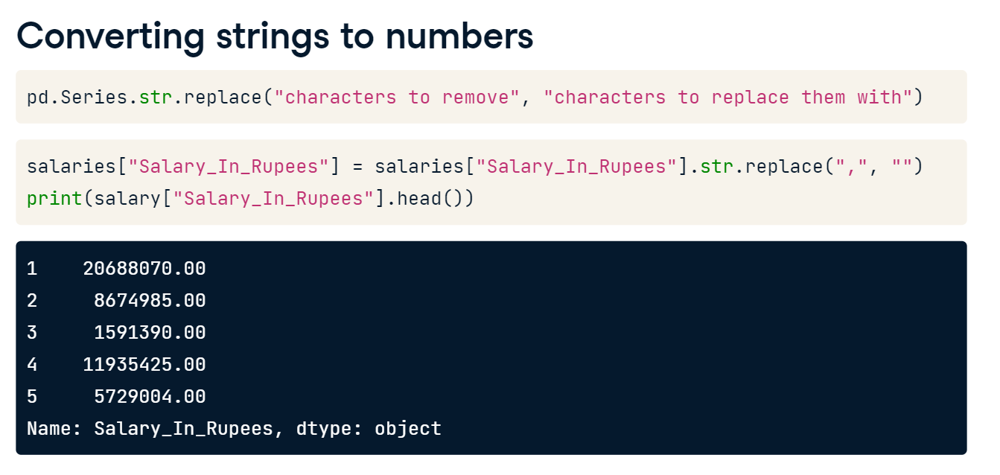 Converting strings to numbers
pd.Series.str.replace("characters to remove", "characters to replace them with")
salaries["Salary_In_Rupees"] = salaries["Salary_In_Rupees"].str.replace(",", "")
print(salary["Salary_In_Rupees"].head())
1    20688070.00
2     8674985.00
3     1591390.00
4    11935425.00
5     5729004.00
Name: Salary_In_Rupees, dtype: object